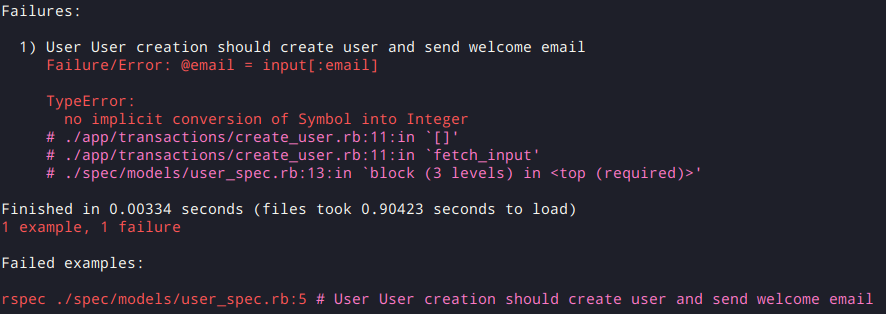 Failures:
1) User User creation should create user and send welcome email
Failure/Error: @email = input[:email]
TypeError:
no implicit conversion of Symbol into Integer
# ./app/transactions/create_user.rb:11:in `[]'
# ./app/transactions/create_user.rb:11:in `fetch_input'
# ./spec/models/user_spec.rb:13:in `block (3 levels) in <top (required)>'
Finished in 0.00334 seconds (files took 0.90423 seconds to load)
1 example, 1 failure
Failed examples:
rspec ./spec/models/user_spec.rb:5 # User User creation should create user and send welcome email